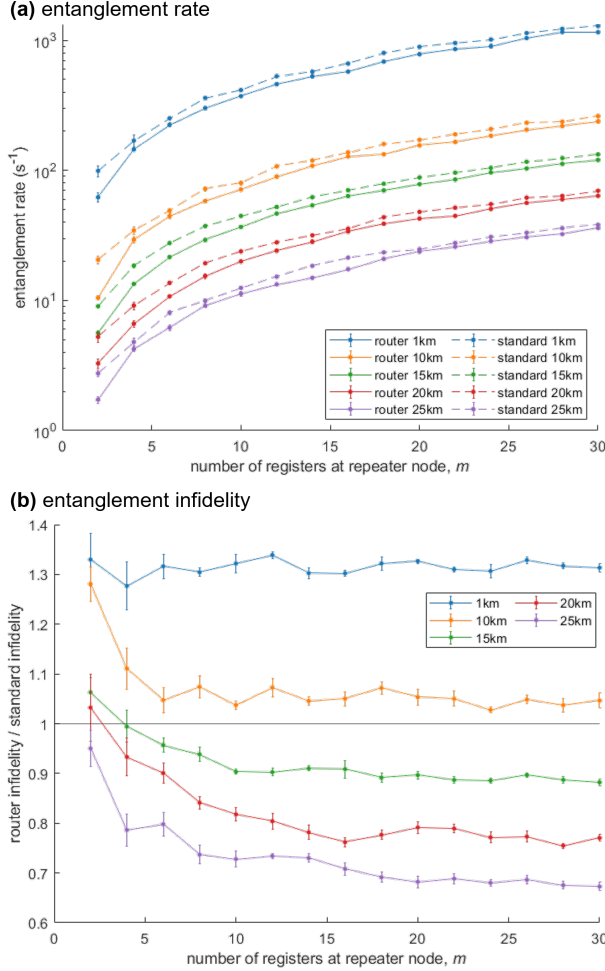 (a) entanglement rate
10³
10²
10¹
10⁰
entanglement rate (s⁻¹)
router 1km standard 1km
router 10km standard 10km
router 15km standard 15km
router 20km standard 20km
router 25km standard 25km
0 5 10 15 20 25 30
number of registers at repeater node, m
(b) entanglement infidelity
1.4
1.3
1.2
1.1
1
0.9
0.8
0.7
0.6
router infidelity / standard infidelity
1km 20km
10km 25km
15km
0 5 10 15 20 25 30
number of registers at repeater node, m